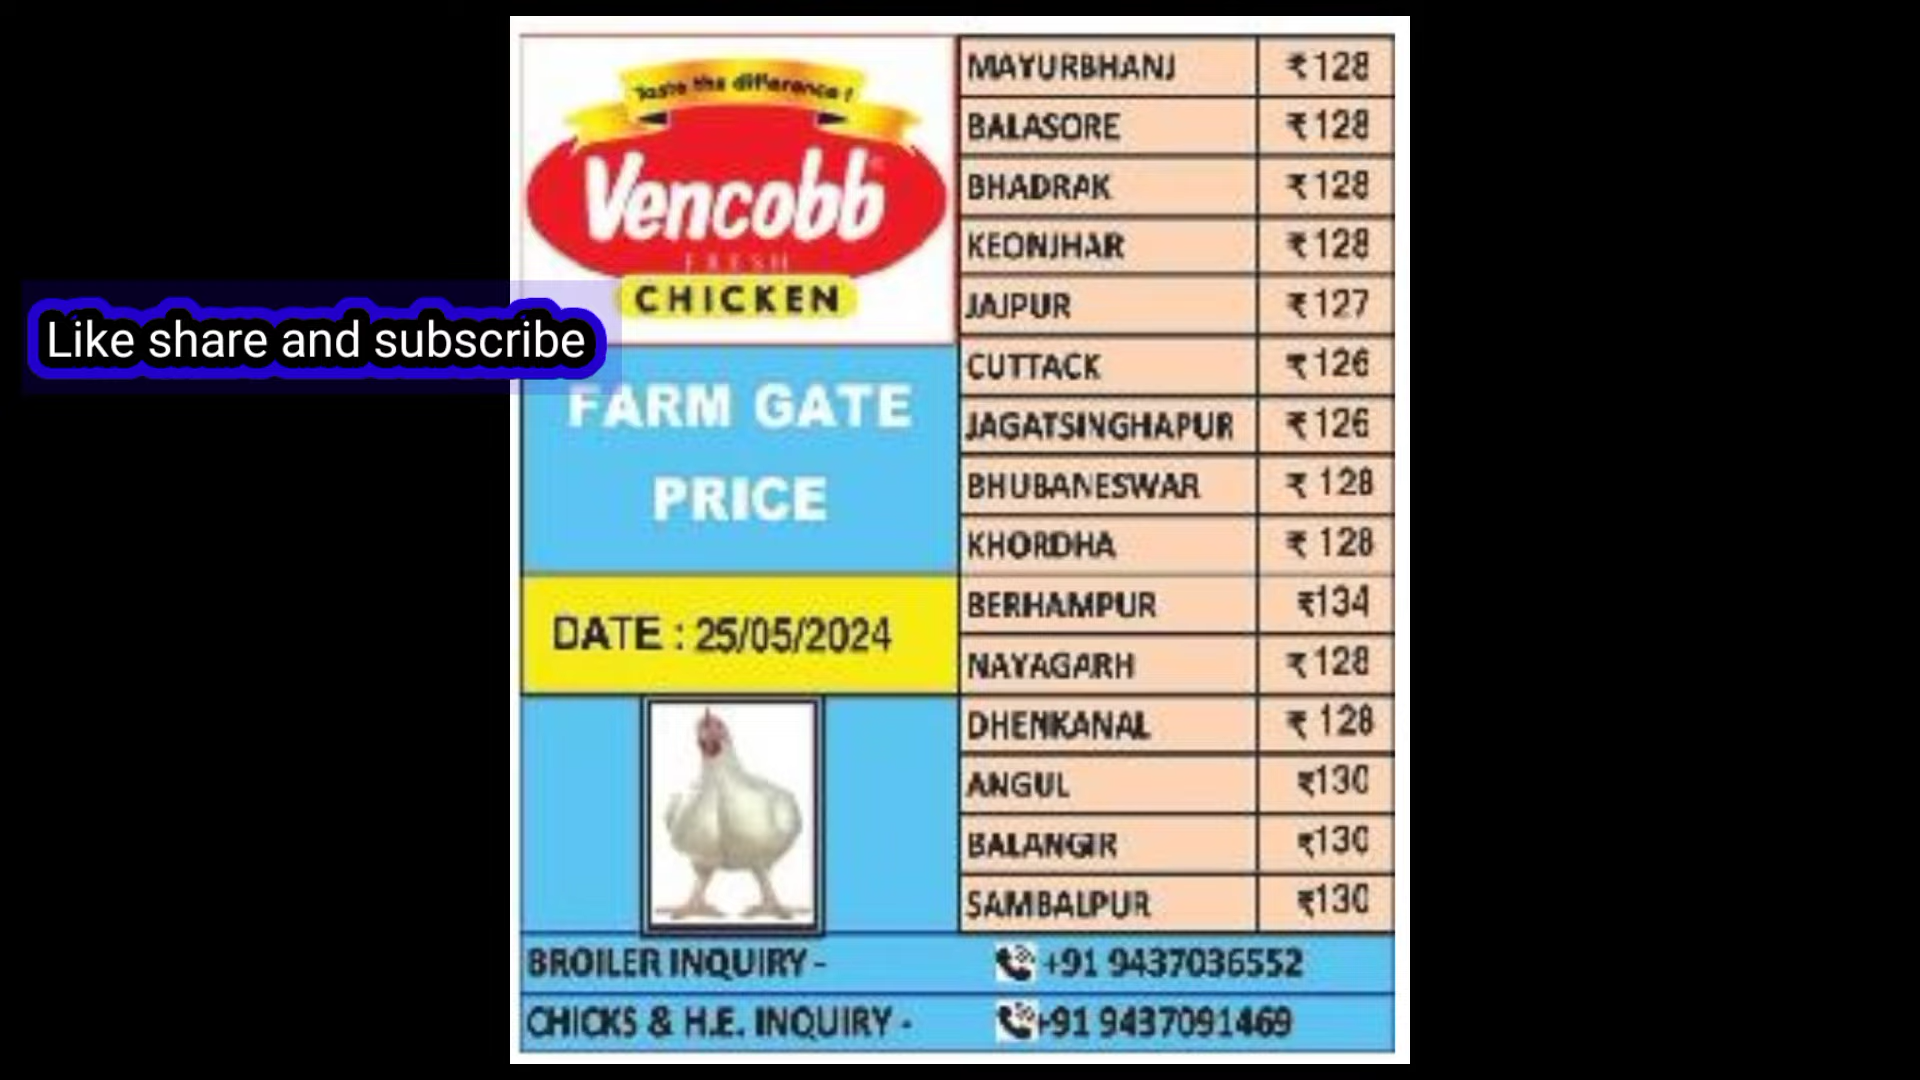 Taste the difference !
Vencobb®
FRESH
CHICKEN
Like share and subscribe
FARM GATE
PRICE
DATE : 25/05/2024
MAYURBHANJ ₹ 128
BALASORE ₹ 128
BHADRAK ₹ 128
KEONJHAR ₹ 128
JAJPUR ₹ 127
CUTTACK ₹ 126
JAGATSINGHAPUR ₹ 126
BHUBANESWAR ₹ 128
KHORDHA ₹ 128
BERHAMPUR ₹134
NAYAGARH ₹ 128
DHENKANAL ₹ 128
ANGUL ₹130
BALANGIR ₹130
SAMBALPUR ₹130
BROILER INQUIRY - +91 9437036552
CHICKS & H.E. INQUIRY - +91 9437091469